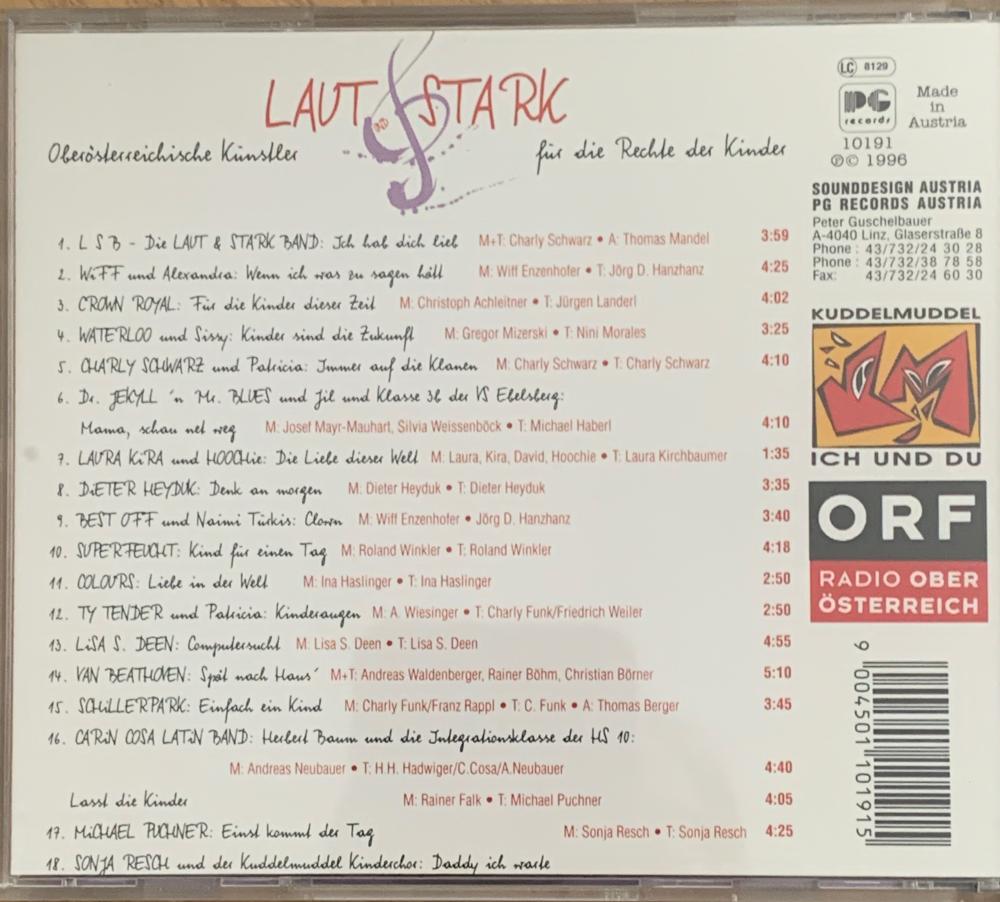 LAUT UND STARK
Oberösterreichische Künstler für die Rechte der Kinder
1. L S B - Die LAUT & STARK BAND: Ich hab dich lieb M+T: Charly Schwarz • A: Thomas Mandel 3:59
2. WiFF und Alexandra: Wenn ich was zu sagen hätt M: Wiff Enzenhofer • T: Jörg D. Hanzhanz 4:25
3. CROWN ROYAL: Für die Kinder dieser Zeit M: Christoph Achleitner • T: Jürgen Landerl 4:02
4. WATERLOO und Sissy: Kinder sind die Zukunft M: Gregor Mizerski • T: Nini Morales 3:25
5. CHARLY SCHWARZ und Patricia: Immer auf die Klanen M: Charly Schwarz • T: Charly Schwarz 4:10
6. Dr. JEKYLL 'n Mr. BLUES und Jil und Klasse 3b der VS Ebelsberg:
Mama, schau net weg M: Josef Mayr-Mauhart, Silvia Weissenböck • T: Michael Haberl 4:10
7. LAURA KiRA und HOOCHie: Die Liebe dieser Welt M: Laura, Kira, David, Hoochie • T: Laura Kirchbaumer 1:35
8. DiETER HEYDUK: Denk an morgen M: Dieter Heyduk • T: Dieter Heyduk 3:35
9. BEST OFF und Naimi Türkis: Clown M: Wiff Enzenhofer • Jörg D. Hanzhanz 3:40
10. SUPERFEUCHT: Kind für einen Tag M: Roland Winkler • T: Roland Winkler 4:18
11. COLOURS: Liebe in der Welt M: Ina Haslinger • T: Ina Haslinger 2:50
12. TY TENDER und Patricia: Kinderaugen M: A. Wiesinger • T: Charly Funk/Friedrich Weiler 2:50
13. LiSA S. DEEN: Computersucht M: Lisa S. Deen • T: Lisa S. Deen 4:55
14. VAN BEATHOVEN: Spät nach Haus' M+T: Andreas Waldenberger, Rainer Böhm, Christian Börner 5:10
15. SCHiLLERPARK: Einfach ein Kind M: Charly Funk/Franz Rappl • T: C. Funk • A: Thomas Berger 3:45
16. CARiN COSA LATiN BAND: Herbert Baum und die Integrationsklasse der HS 10:
M: Andreas Neubauer • T: H.H. Hadwiger/C.Cosa/A.Neubauer 4:40
Lasst die Kinder M: Rainer Falk • T: Michael Puchner 4:05
17. MiCHAEL PUCHNER: Einst kommt der Tag M: Sonja Resch • T: Sonja Resch 4:25
18. SONJA RESCH und der Kuddelmuddel Kinderchor: Daddy ich warte
LC 8129
PG records
Made in Austria
10191
℗© 1996
SOUNDDESIGN AUSTRIA
PG RECORDS AUSTRIA
Peter Guschelbauer
A-4040 Linz, Glaserstraße 8
Phone : 43/732/24 30 28
Phone : 43/732/38 78 58
Fax: 43/732/24 60 30
KUDDELMUDDEL
ICH UND DU
ORF
RADIO OBER
ÖSTERREICH
9 004501 101915